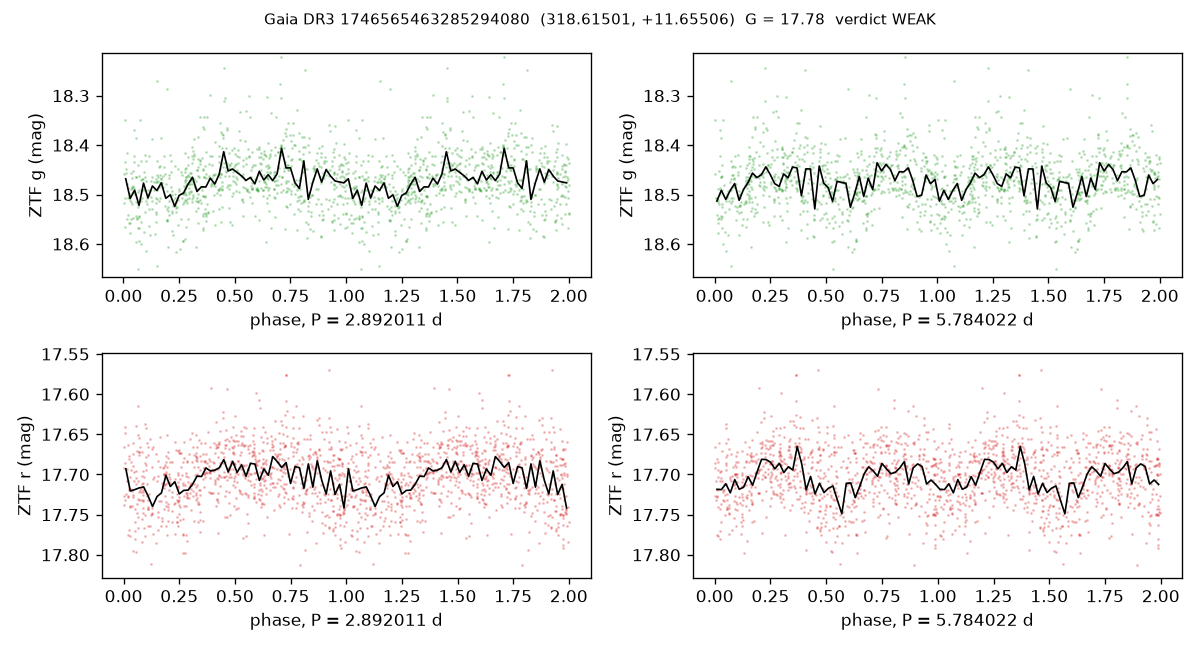 Gaia DR3 1746565463285294080  (318.61501, +11.65506)  G = 17.78  verdict WEAK
ZTF g (mag)
18.3
18.4
18.5
18.6
0.00 0.25 0.50 0.75 1.00 1.25 1.50 1.75 2.00
phase, P = 2.892011 d
ZTF g (mag)
18.3
18.4
18.5
18.6
0.00 0.25 0.50 0.75 1.00 1.25 1.50 1.75 2.00
phase, P = 5.784022 d
ZTF r (mag)
17.55
17.60
17.65
17.70
17.75
17.80
0.00 0.25 0.50 0.75 1.00 1.25 1.50 1.75 2.00
phase, P = 2.892011 d
ZTF r (mag)
17.55
17.60
17.65
17.70
17.75
17.80
0.00 0.25 0.50 0.75 1.00 1.25 1.50 1.75 2.00
phase, P = 5.784022 d